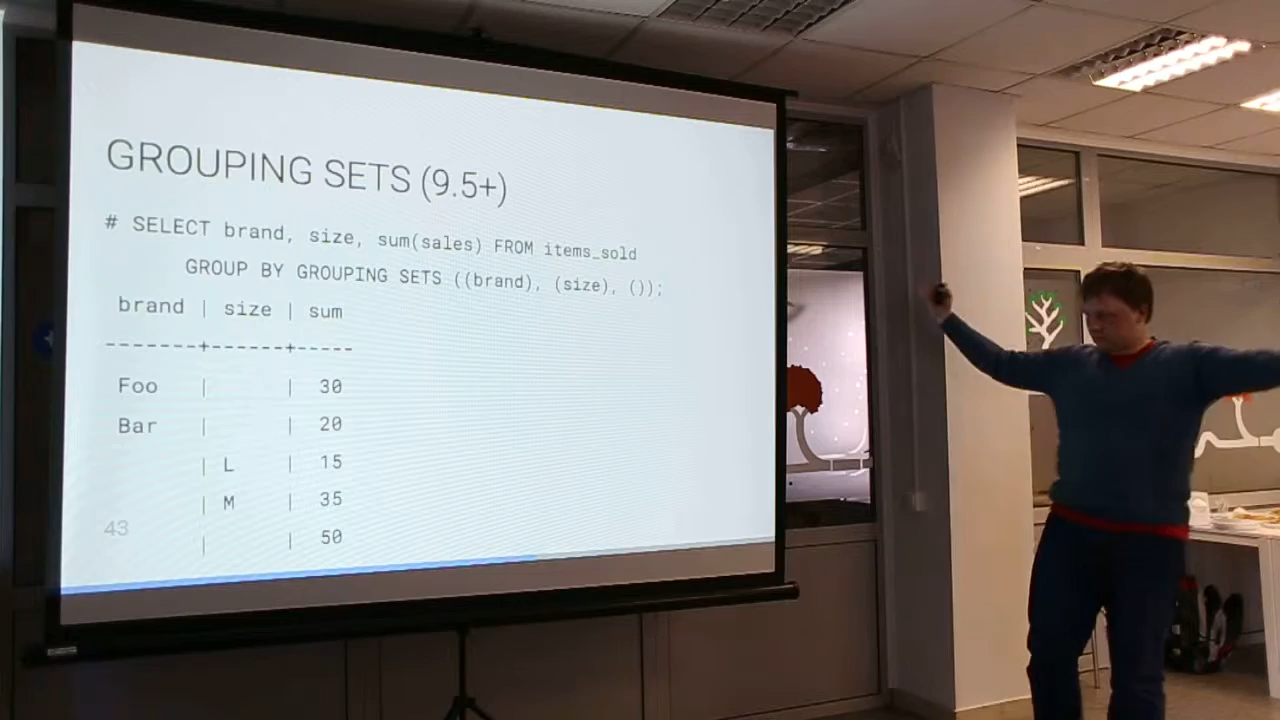 GROUPING SETS (9.5+)
# SELECT brand, size, sum(sales) FROM items_sold
GROUP BY GROUPING SETS ((brand), (size), ());
brand | size | sum
-------+------+-----
Foo | | 30
Bar | | 20
| L | 15
| M | 35
| | 50
43